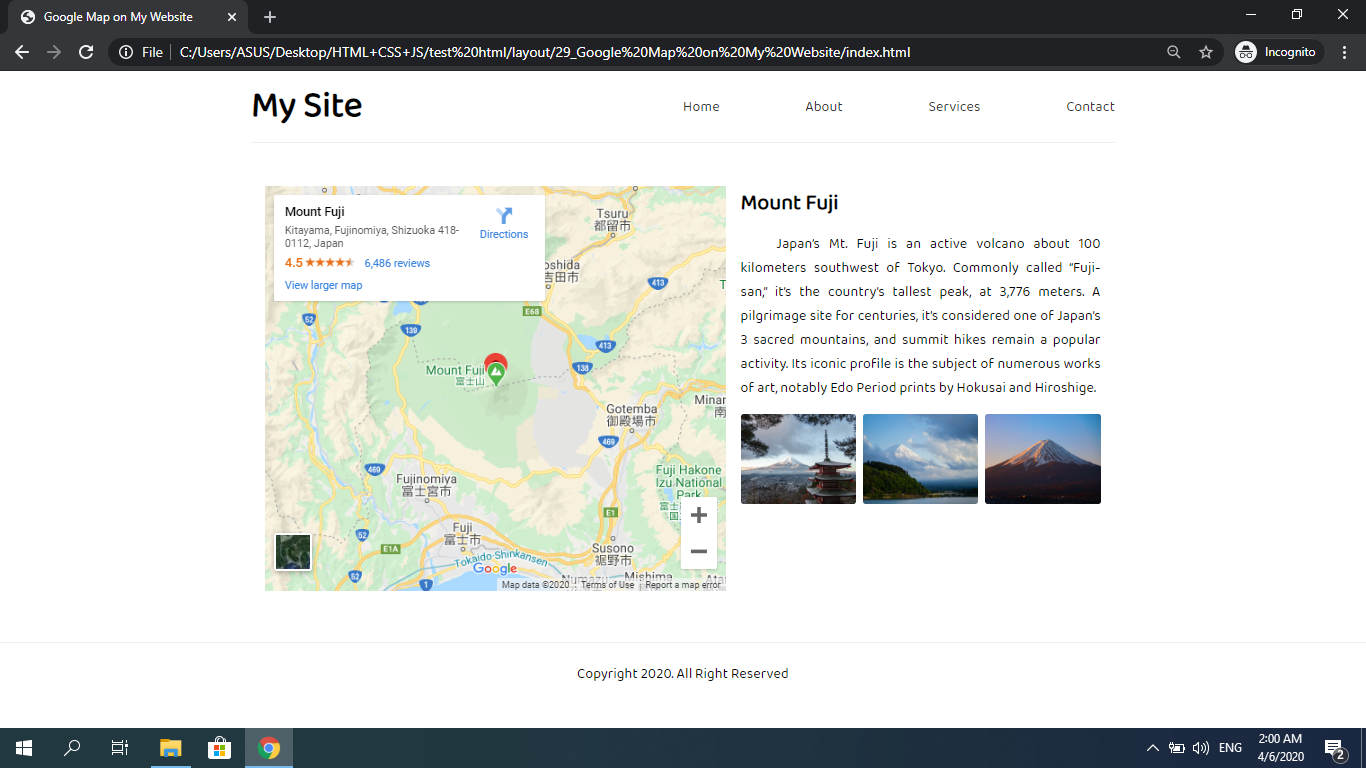 Google Map on My Website
File
C:/Users/ASUS/Desktop/HTML+CSS+JS/test%20html/layout/29_Google%20Map%20on%20My%20Website/index.html
Incognito
My Site
Home
About
Services
Contact
Mount Fuji
Kitayama, Fujinomiya, Shizuoka 418-
0112, Japan
4.5
6,486 reviews
View larger map
Directions
Tsuru
都留市
oshida
吉田市
413
52
E68
139
413
138
Mount Fuji
富士山
Gotemba
御殿場市
Minam
南
469
469
Fujinomiya
富士宮市
Fuji Hakone
Izu National
Park
E1
52
Fuji
富士市
E1A
Susono
裾野市
Tokaido-Shinkansen
52
1
Numazu
Mishima
Google
Map data ©2020
Terms of Use
Report a map error
Mount Fuji
Japan's Mt. Fuji is an active volcano about 100
kilometers southwest of Tokyo. Commonly called “Fuji-
san,” it's the country's tallest peak, at 3,776 meters. A
pilgrimage site for centuries, it's considered one of Japan's
3 sacred mountains, and summit hikes remain a popular
activity. Its iconic profile is the subject of numerous works
of art, notably Edo Period prints by Hokusai and Hiroshige.
Copyright 2020. All Right Reserved
ENG
2:00 AM
4/6/2020
2